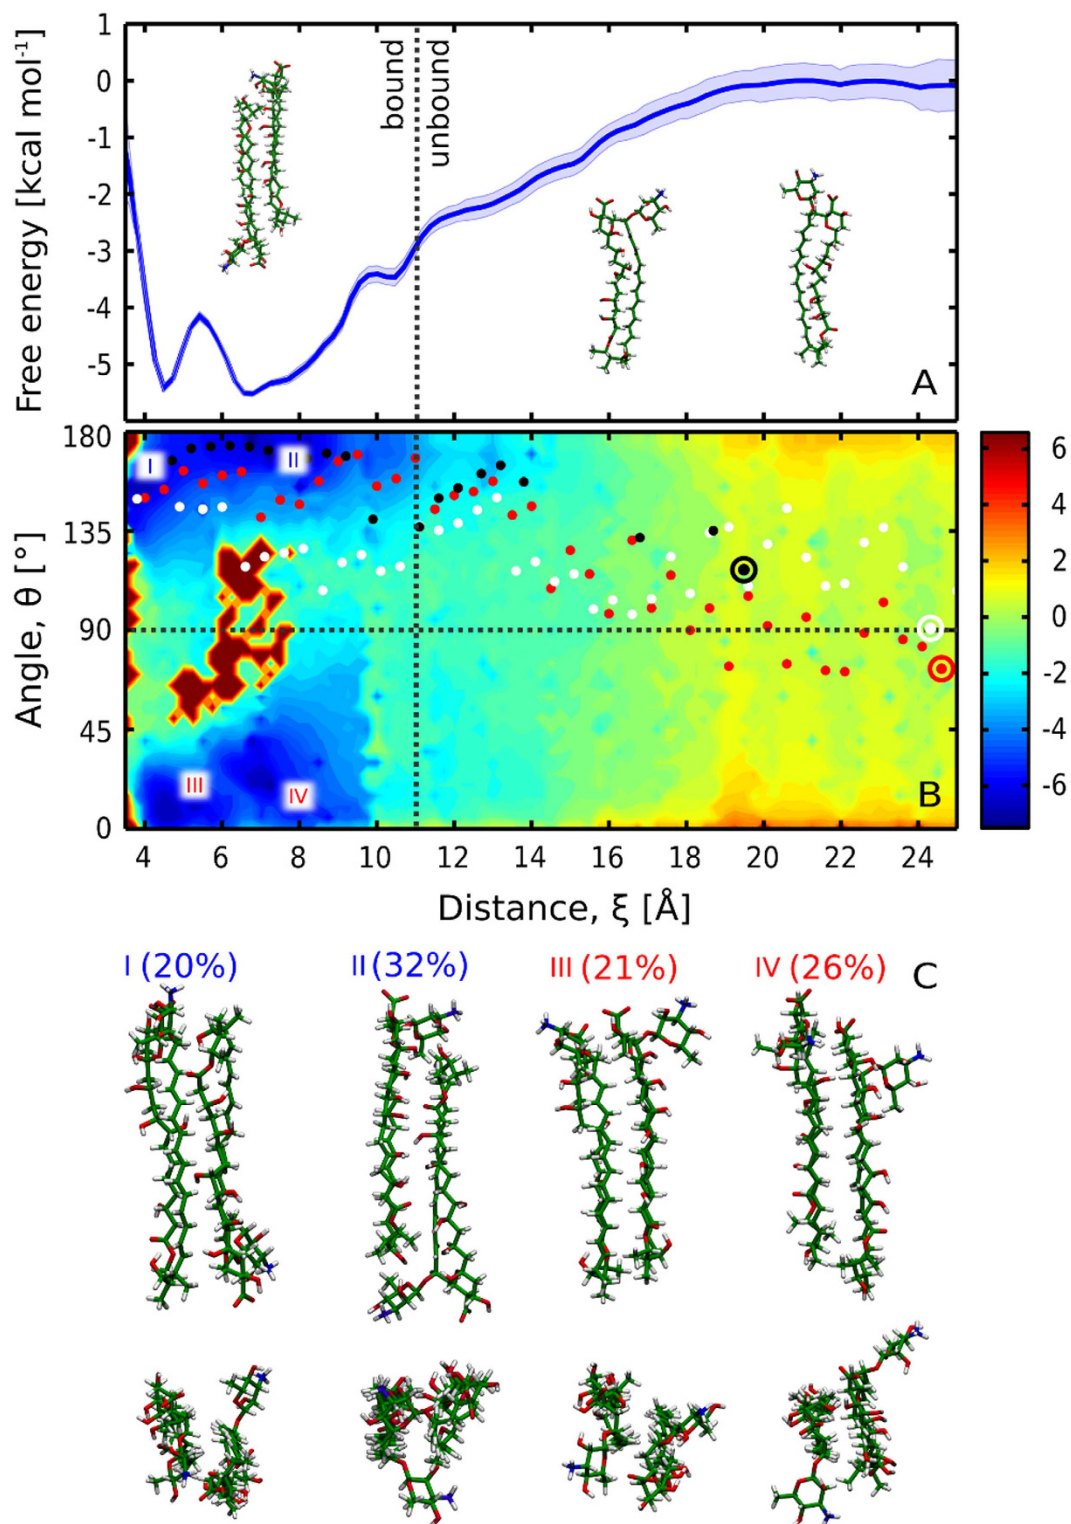 Free energy [kcal mol-1]
1
0
-1
-2
-3
-4
-5
bound
unbound
A
Angle, θ [°]
180
135
90
45
0
I
II
III
IV
B
6
4
2
0
-2
-4
-6
4 6 8 10 12 14 16 18 20 22 24
Distance, ξ [Å]
I (20%) II (32%) III (21%) IV (26%) C